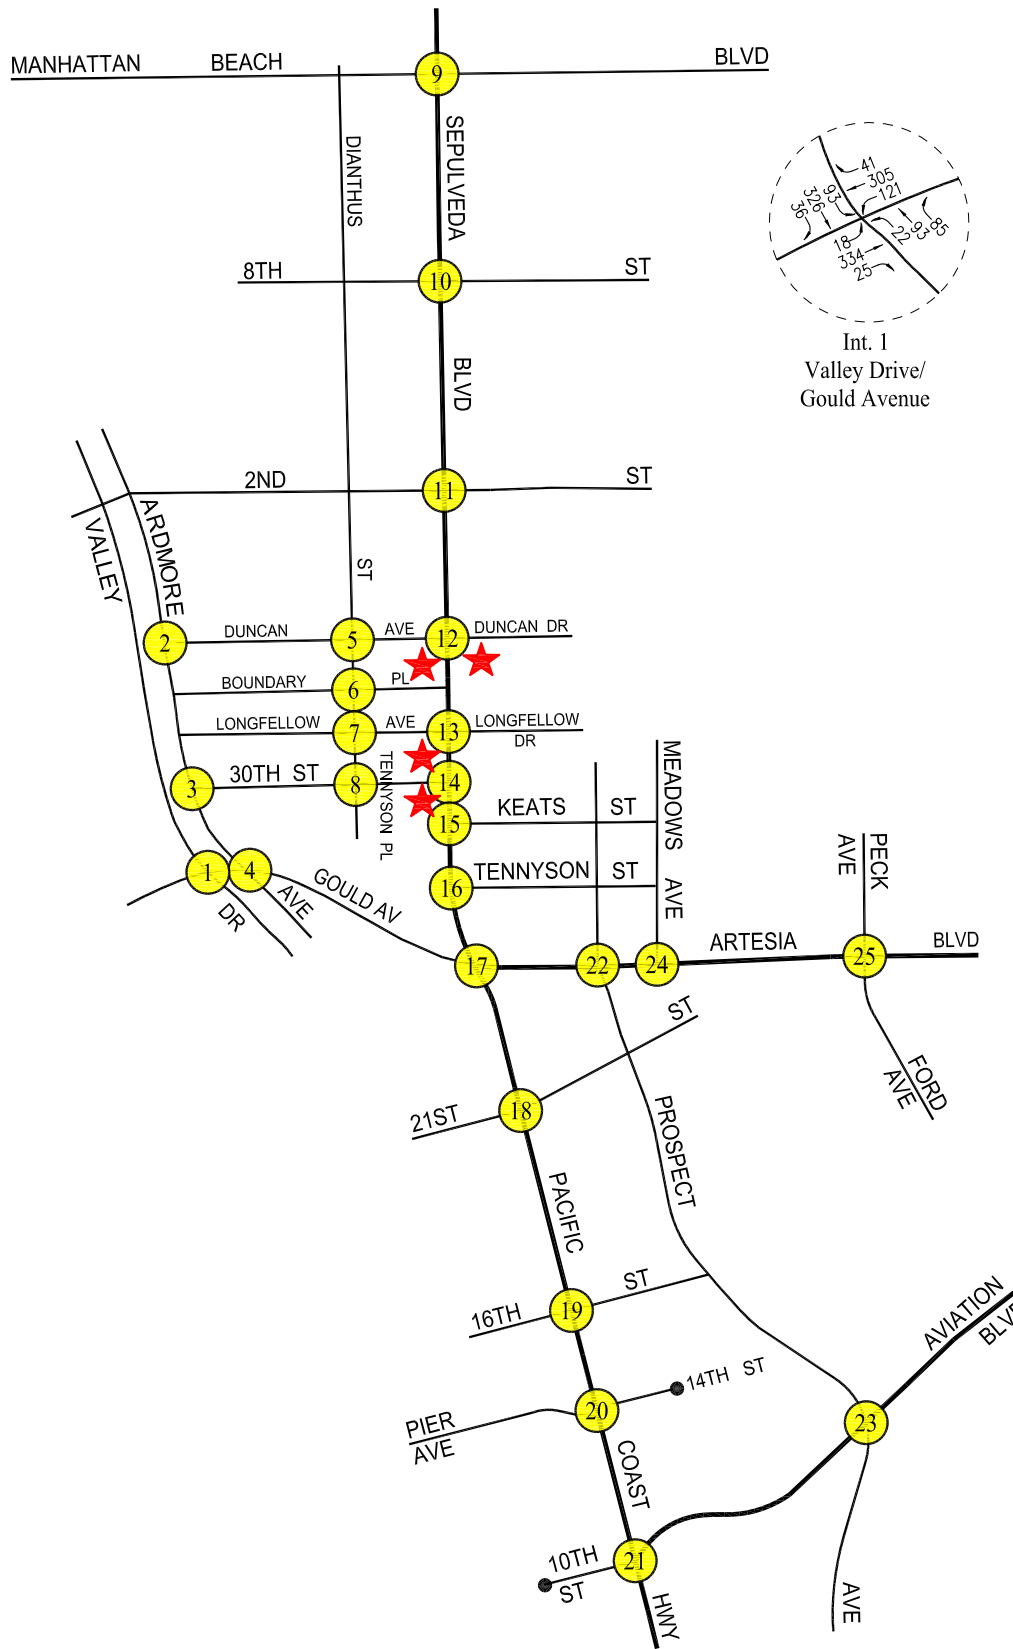 MANHATTAN BEACH BLVD
9
SEPULVEDA
DIANTHUS
41
305
121
93
326
36
18
334
25
22
93
85
8TH ST
10
Int. 1
Valley Drive/
Gould Avenue
BLVD
2ND ST
11
VALLEY
ARDMORE
ST
2
DUNCAN
5
AVE
12
DUNCAN DR
BOUNDARY
6
PL
LONGFELLOW
7
AVE
13
LONGFELLOW
DR
3
30TH ST
8
TENNYSON PL
14
15
KEATS ST
MEADOWS AVE
1
4
GOULD AV
16
TENNYSON ST
DR
AVE
PECK
AVE
17
22
24
ARTESIA
25
BLVD
21ST
18
ST
FORD
AVE
PROSPECT
PACIFIC
16TH
19
ST
AVIATION
14TH ST
PIER
AVE
20
23
COAST
10TH
ST
21
HWY
AVE